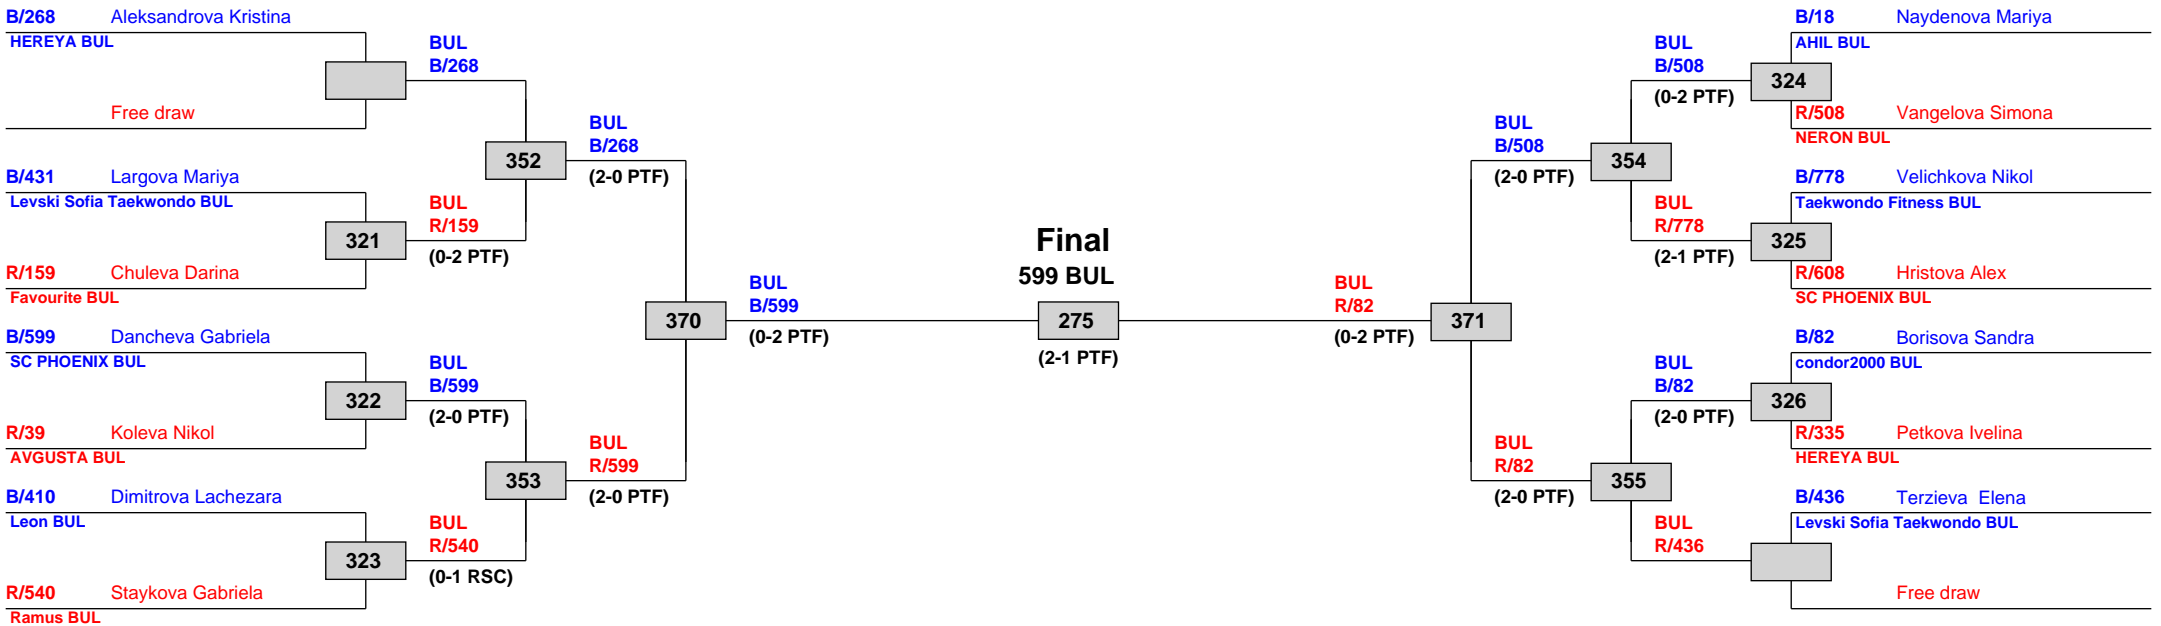 B/268 Aleksandrova Kristina
HEREYA BUL
Free draw
B/431 Largova Mariya
Levski Sofia Taekwondo BUL
321
R/159 Chuleva Darina
Favourite BUL
B/599 Dancheva Gabriela
SC PHOENIX BUL
322
R/39 Koleva Nikol
AVGUSTA BUL
B/410 Dimitrova Lachezara
Leon BUL
323
R/540 Staykova Gabriela
Ramus BUL
BUL
B/268
352
BUL
R/159
(0-2 PTF)
BUL
B/599
(2-0 PTF)
353
BUL
R/540
(0-1 RSC)
BUL
B/268
(2-0 PTF)
370
BUL
R/599
(2-0 PTF)
BUL
B/599
(0-2 PTF)
Final
599 BUL
275
(2-1 PTF)
BUL
R/82
(0-2 PTF)
371
BUL
B/508
(2-0 PTF)
354
BUL
R/82
(2-0 PTF)
355
BUL
B/508
(0-2 PTF)
BUL
R/778
(2-1 PTF)
BUL
B/82
(2-0 PTF)
BUL
R/436
B/18 Naydenova Mariya
AHIL BUL
324
R/508 Vangelova Simona
NERON BUL
B/778 Velichkova Nikol
Taekwondo Fitness BUL
325
R/608 Hristova Alex
SC PHOENIX BUL
B/82 Borisova Sandra
condor2000 BUL
326
R/335 Petkova Ivelina
HEREYA BUL
B/436 Terzieva  Elena
Levski Sofia Taekwondo BUL
Free draw